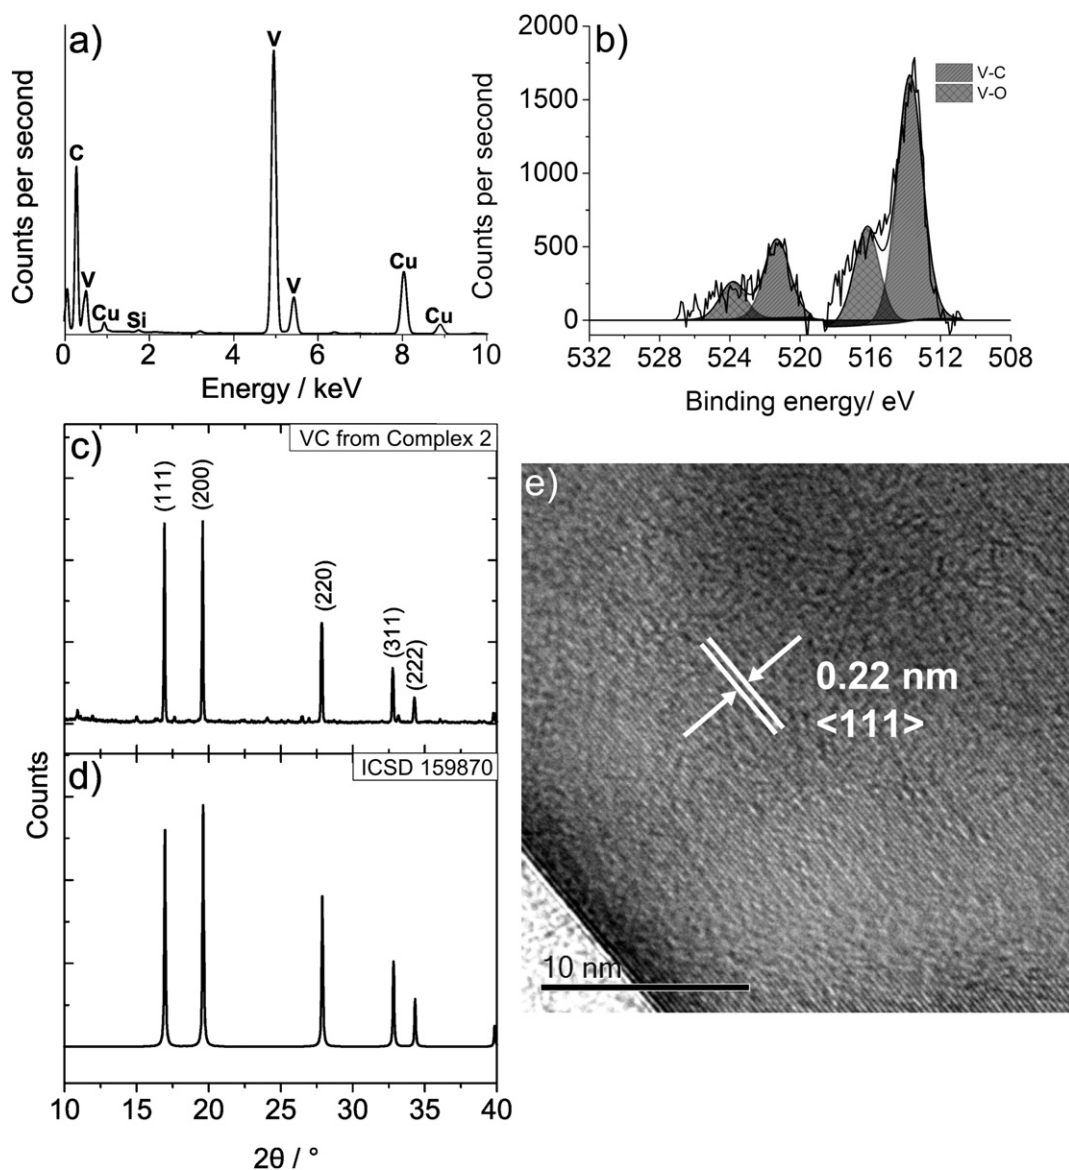 a)
Counts per second
C
V
Cu
Si
V
V
Cu
Cu
0 2 4 6 8 10
Energy / keV
b)
Counts per second
2000
1500
1000
500
0
V-C
V-O
532 528 524 520 516 512 508
Binding energy/ eV
c)
VC from Complex 2
(111)
(200)
(220)
(311)
(222)
d)
ICSD 159870
Counts
10 15 20 25 30 35 40
2θ / °
e)
0.22 nm
<111>
10 nm